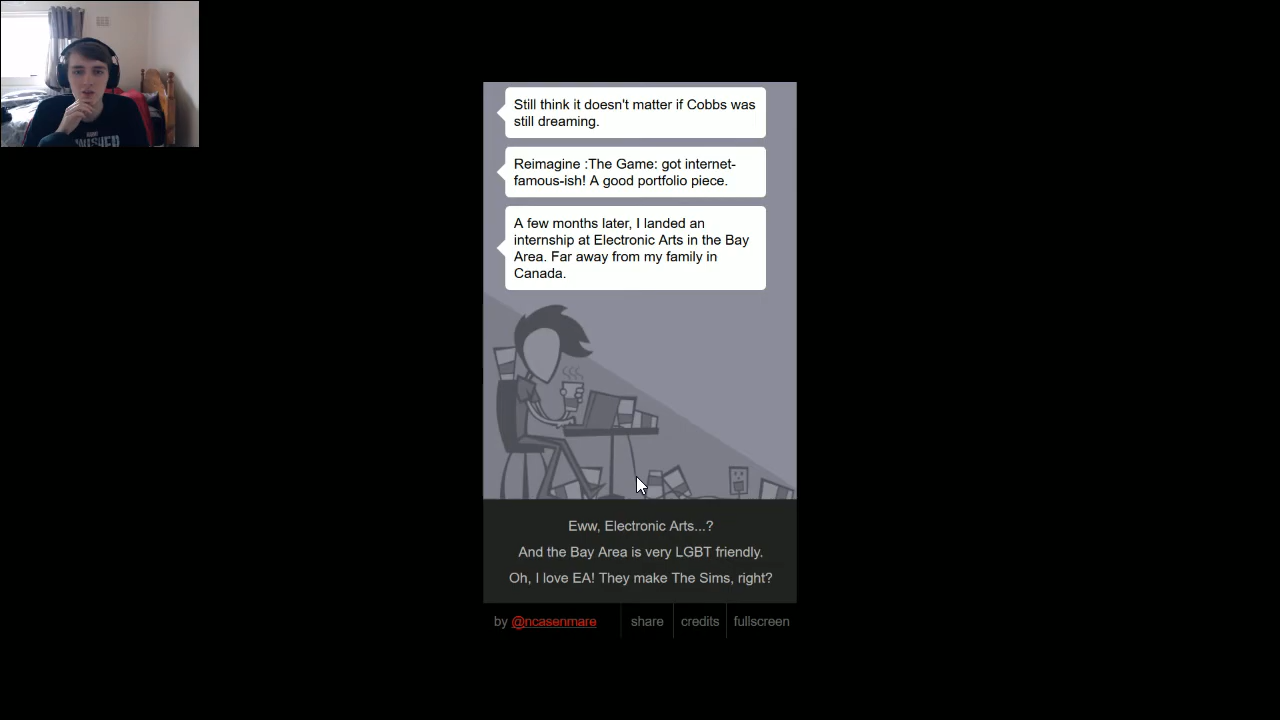 Still think it doesn't matter if Cobbs was
still dreaming.
Reimagine :The Game: got internet-
famous-ish! A good portfolio piece.
A few months later, I landed an
internship at Electronic Arts in the Bay
Area. Far away from my family in
Canada.
Eww, Electronic Arts...?
And the Bay Area is very LGBT friendly.
Oh, I love EA! They make The Sims, right?
by @ncasenmare share credits fullscreen